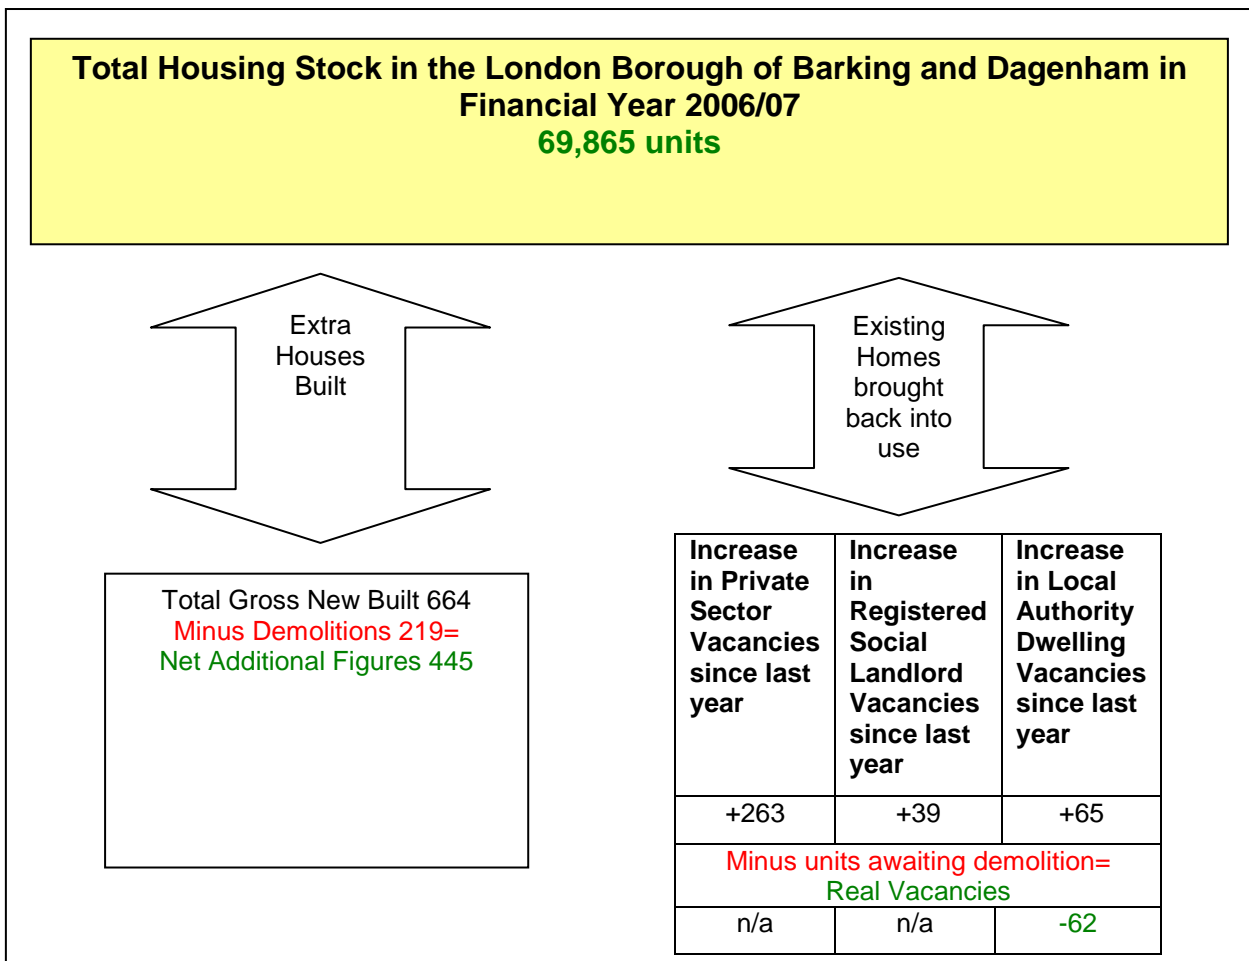 Total Housing Stock in the London Borough of Barking and Dagenham in
Financial Year 2006/07
69,865 units
Extra
Houses
Built
Existing
Homes
brought
back into
use
Total Gross New Built 664
Minus Demolitions 219=
Net Additional Figures 445
Increase
in Private
Sector
Vacancies
since last
year
Increase
in
Registered
Social
Landlord
Vacancies
since last
year
Increase
in Local
Authority
Dwelling
Vacancies
since last
year
+263
+39
+65
Minus units awaiting demolition=
Real Vacancies
n/a
n/a
-62